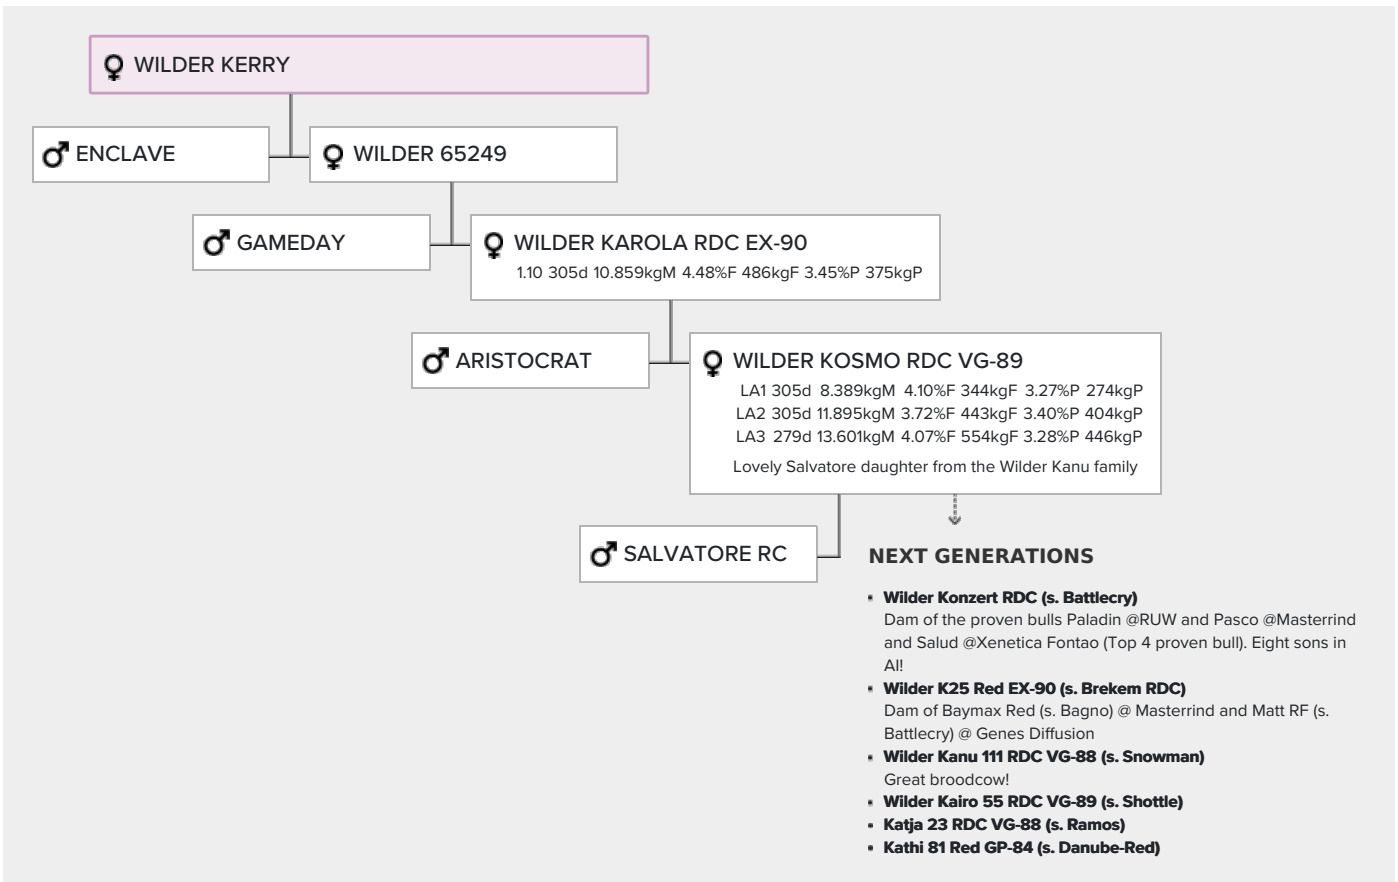 WILDER KERRY
ENCLAVE
WILDER 65249
GAMEDAY
WILDER KAROLA RDC EX-90
1.10 305d 10.859kgM 4.48%F 486kgF 3.45%P 375kgP
ARISTOCRAT
WILDER KOSMO RDC VG-89
LA1 305d 8.389kgM 4.10%F 344kgF 3.27%P 274kgP
LA2 305d 11.895kgM 3.72%F 443kgF 3.40%P 404kgP
LA3 279d 13.601kgM 4.07%F 554kgF 3.28%P 446kgP
Lovely Salvatore daughter from the Wilder Kanu family
SALVATORE RC
NEXT GENERATIONS
Wilder Konzert RDC (s. Battlecry)
Dam of the proven bulls Paladin @RUW and Pasco @Masterrind
and Salud @Xenetica Fontao (Top 4 proven bull). Eight sons in
AI!
Wilder K25 Red EX-90 (s. Brekem RDC)
Dam of Baymax Red (s. Bagno) @ Masterrind and Matt RF (s.
Battlecry) @ Genes Diffusion
Wilder Kanu 111 RDC VG-88 (s. Snowman)
Great broodcow!
Wilder Kairo 55 RDC VG-89 (s. Shottle)
Katja 23 RDC VG-88 (s. Ramos)
Kathi 81 Red GP-84 (s. Danube-Red)